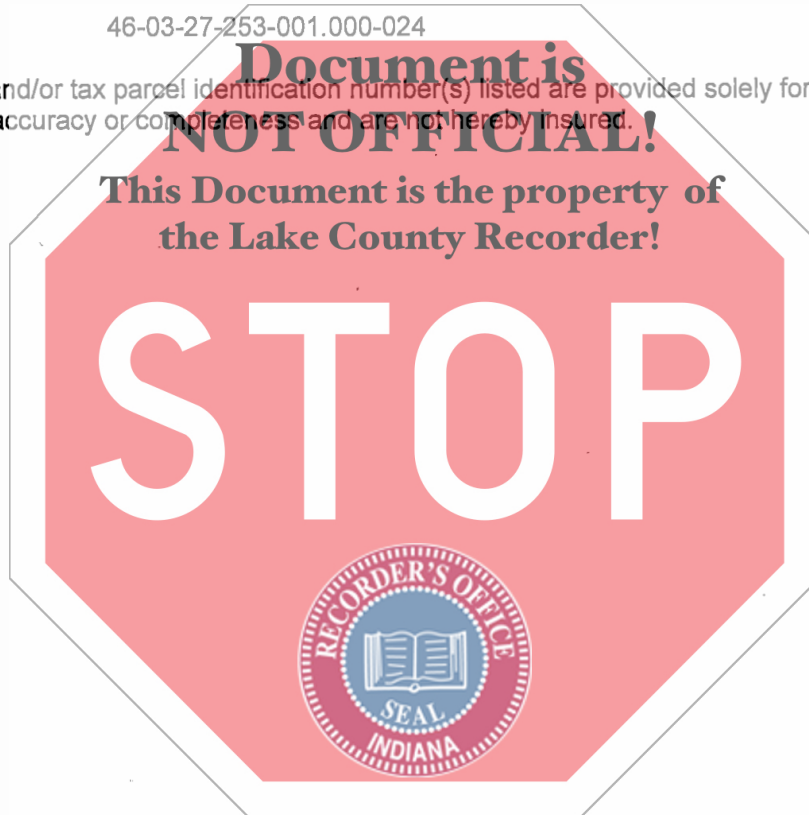 46-03-27-253-001.000-024
Document is
nd/or tax parcel identification number(s) listed are provided solely for
accuracy or completeness and are not hereby insured.
NOT OFFICIAL!
This Document is the property of
the Lake County Recorder!
STOP
RECORDER'S OFFICE
SEAL
INDIANA